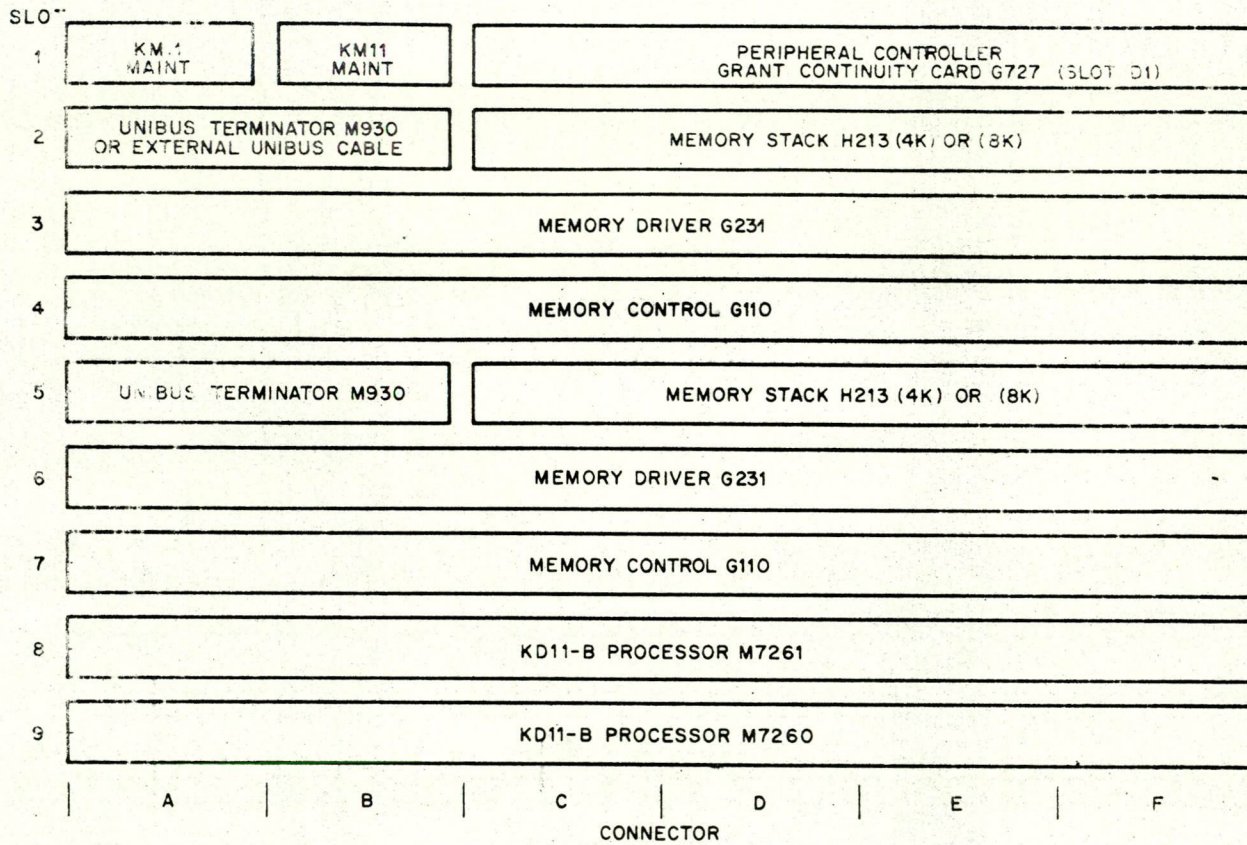 SLOT
1
KM11
MAINT
KM11
MAINT
PERIPHERAL CONTROLLER
GRANT CONTINUITY CARD G727 (SLOT D1)
2
UNIBUS TERMINATOR M930
OR EXTERNAL UNIBUS CABLE
MEMORY STACK H213 (4K) OR (8K)
3
MEMORY DRIVER G231
4
MEMORY CONTROL G110
5
UNIBUS TERMINATOR M930
MEMORY STACK H213 (4K) OR (8K)
6
MEMORY DRIVER G231
7
MEMORY CONTROL G110
8
KD11-B PROCESSOR M7261
9
KD11-B PROCESSOR M7260
A B C D E F
CONNECTOR